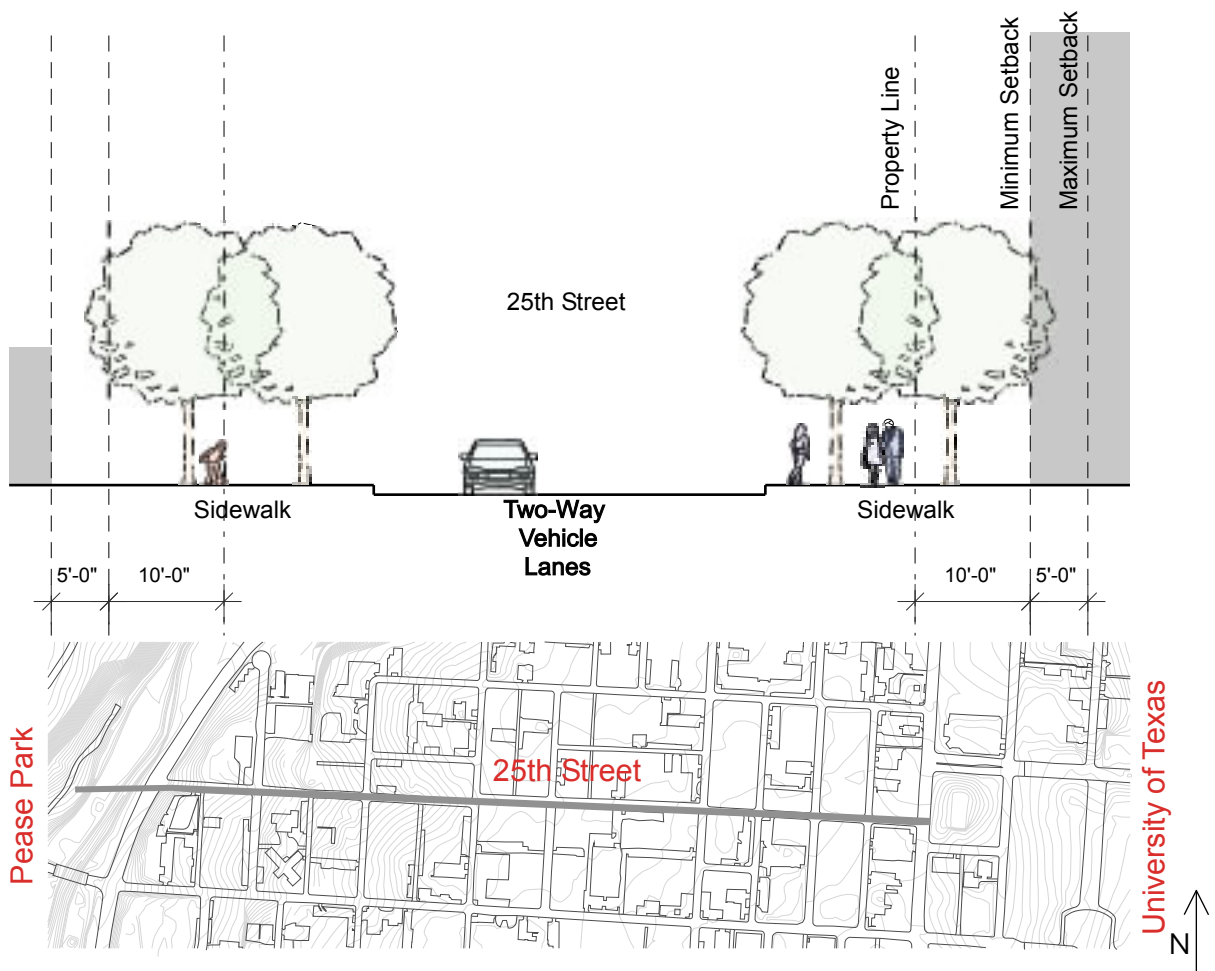 Property Line
Minimum Setback
Maximum Setback
25th Street
Sidewalk
Two-Way
Vehicle
Lanes
Sidewalk
5'-0"
10'-0"
10'-0"
5'-0"
Pease Park
25th Street
University of Texas
N